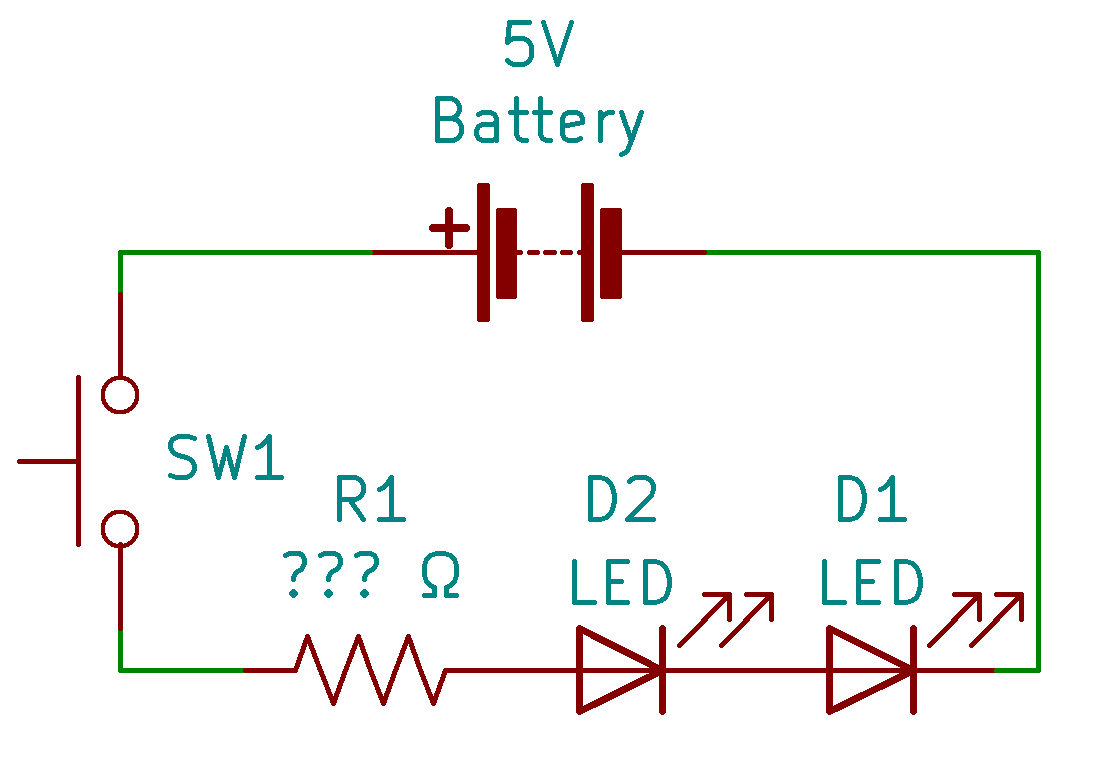 5V
Battery
+
SW1
R1
??? Ω
D2
LED
D1
LED